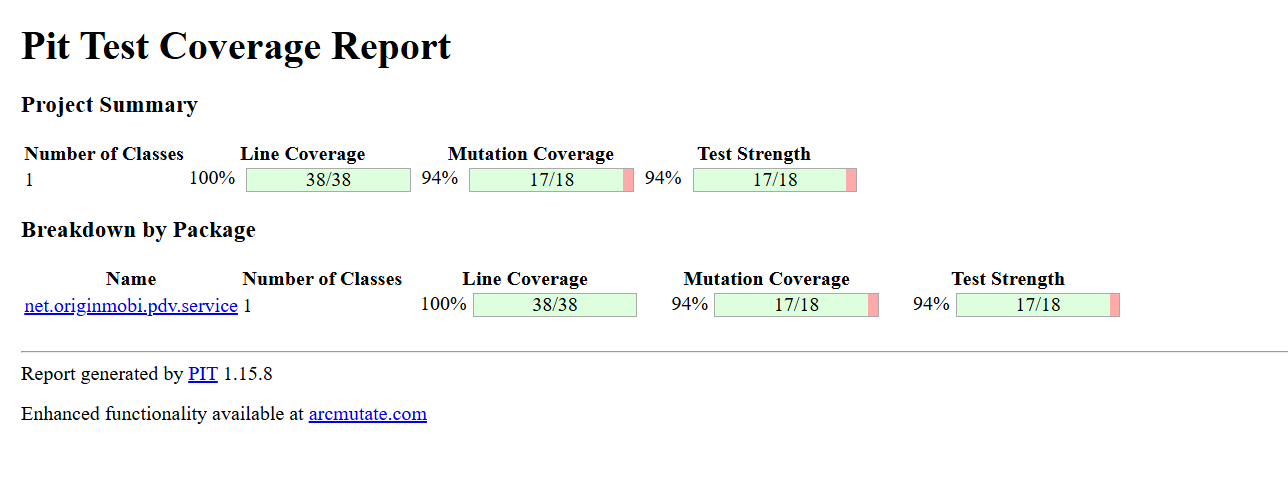 Pit Test Coverage Report
Project Summary
Number of Classes Line Coverage Mutation Coverage Test Strength
1 100% 38/38 94% 17/18 94% 17/18
Breakdown by Package
Name Number of Classes Line Coverage Mutation Coverage Test Strength
net.originmobi.pdv.service 1 100% 38/38 94% 17/18 94% 17/18
Report generated by PIT 1.15.8
Enhanced functionality available at arcmutate.com